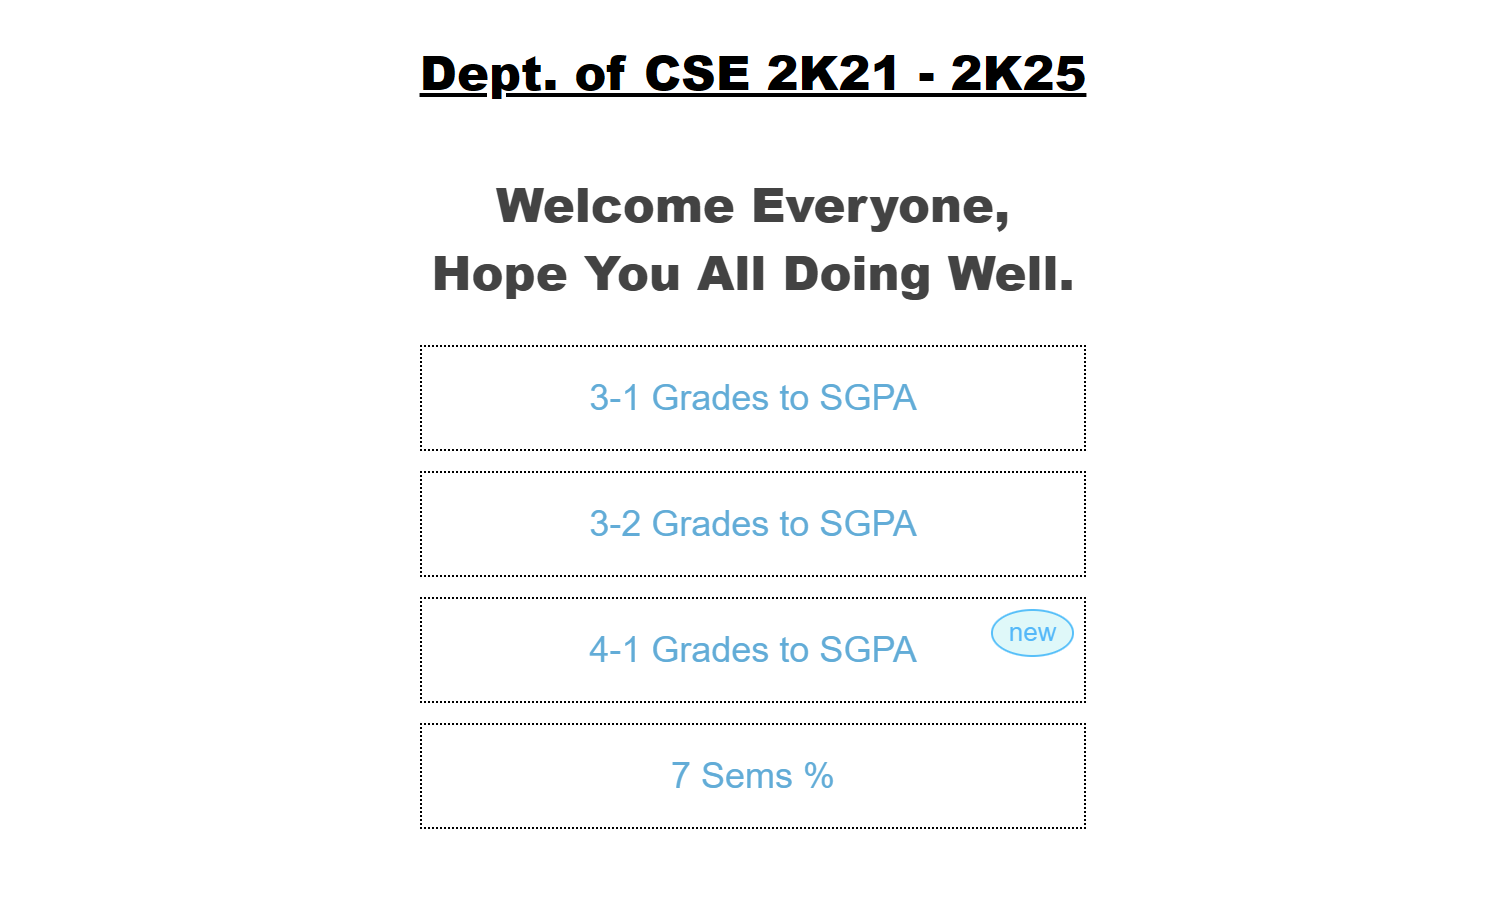 Dept. of CSE 2K21 - 2K25
Welcome Everyone,
Hope You All Doing Well.
3-1 Grades to SGPA
3-2 Grades to SGPA
4-1 Grades to SGPA
new
7 Sems %